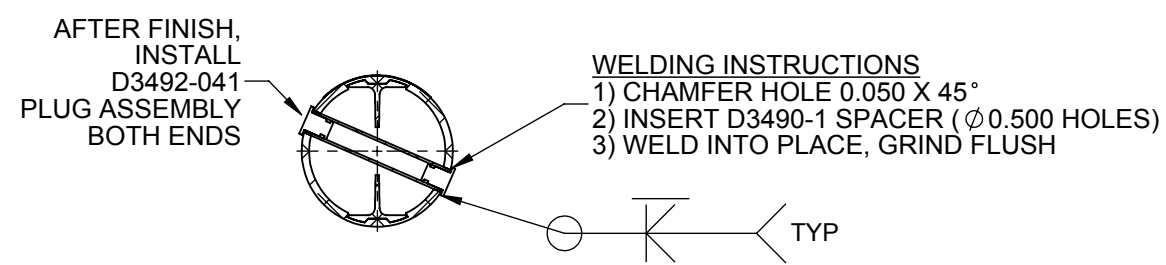 AFTER FINISH,
INSTALL
D3492-041
PLUG ASSEMBLY
BOTH ENDS
WELDING INSTRUCTIONS
1) CHAMFER HOLE 0.050 X 45°
2) INSERT D3490-1 SPACER (∅0.500 HOLES)
3) WELD INTO PLACE, GRIND FLUSH
TYP